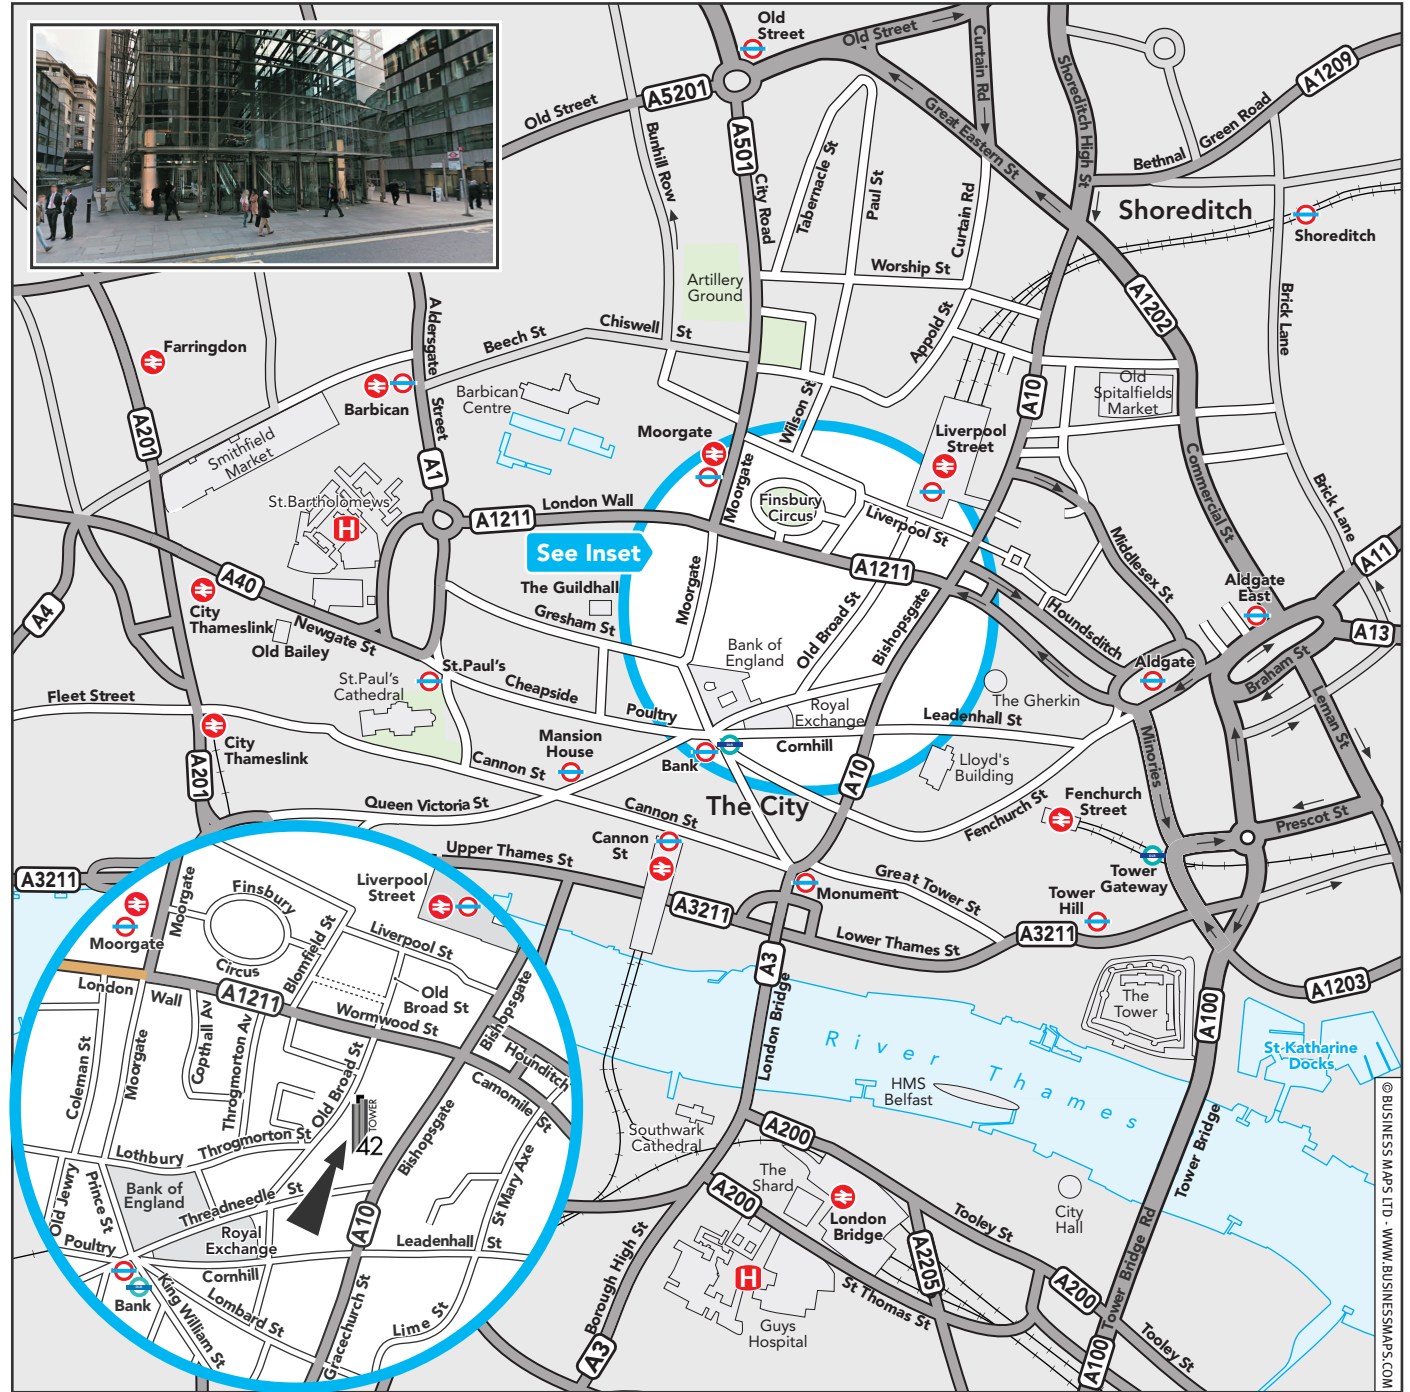 Old
Street
Old Street
Curtain Rd
Shoreditch High St
A1209
Green Road
Bethnal
A5201
Old Street
A501
City Road
Bunhill Row
Great Eastern St
Tabernacle St
Paul St
Curtain Rd
Shoreditch
Shoreditch
Worship St
Artillery
Ground
A1202
Brick Lane
Appold St
Farringdon
Aldersgate
Street
Beech St
Chiswell
St
Barbican
Barbican
Centre
A10
Old
Spitalfields
Market
Wilson St
A201
Smithfield
Market
A1
Moorgate
Moorgate
Liverpool
Street
Commercial St
Brick Lane
St.Bartholomews
H
London Wall
A1211
Finsbury
Circus
Liverpool St
A11
See Inset
A1211
Middlesex St
Aldgate
East
A4
A40
City
Thameslink
Newgate St
Old Bailey
The Guildhall
Gresham St
Moorgate
Old Broad St
Bishopsgate
Houndsditch
A13
Bank of
England
Aldgate
Braham St
St.Paul's
St.Paul's
Cathedral
Cheapside
Fleet Street
The Gherkin
Leman St
Poultry
Royal
Exchange
Leadenhall St
Cornhill
Minories
City
Thameslink
Mansion
House
Bank
Lloyd's
Building
A201
Cannon St
A10
Queen Victoria St
The City
Cannon St
Fenchurch St
Fenchurch
Street
Prescot St
Cannon
St
Upper Thames St
Great Tower St
Tower
Gateway
A3211
Monument
Tower
Hill
A3211
Lower Thames St
A3211
A3
London Bridge
A1203
The
Tower
A100
St Katharine
Docks
River Thames
HMS
Belfast
Southwark
Cathedral
A200
Tower Bridge
The
Shard
A200
London
Bridge
Tooley St
City
Hall
A2205
Tower Bridge Rd
Borough High St
H
Guys
Hospital
St Thomas St
A200
A3
A100
Tooley St
Moorgate
Finsbury
Circus
Liverpool
Street
Moorgate
Liverpool St
Blomfield St
London
Wall
A1211
Old
Broad St
Bishopsgate
Wormwood St
Hounditch
Coleman St
Moorgate
Copthall Av
Throgmorton Av
Old Broad St
Camomile St
TOWER
42
Bishopsgate
Lothbury
Throgmorton St
St Mary Axe
Old Jewry
Prince St
Bank of
England
Threadneedle St
Royal
Exchange
A10
Poultry
Leadenhall St
Cornhill
Bank
King William St
Lombard St
Gracechurch St
Lime St
© BUSINESS MAPS LTD - WWW.BUSINESSMAPS.COM